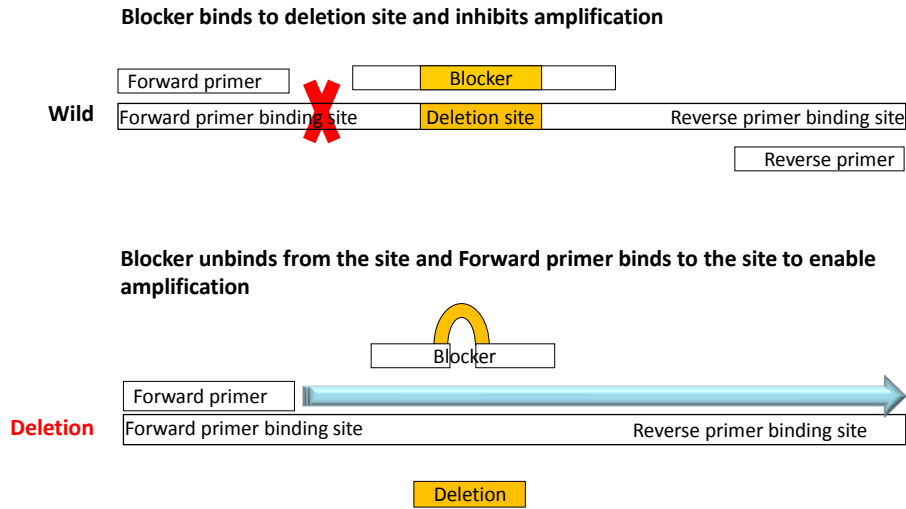 Blocker binds to deletion site and inhibits amplification
Forward primer
Blocker
Wild
Forward primer binding site
Deletion site
Reverse primer binding site
Reverse primer
Blocker unbinds from the site and Forward primer binds to the site to enable
amplification
Blocker
Forward primer
Deletion
Forward primer binding site
Reverse primer binding site
Deletion